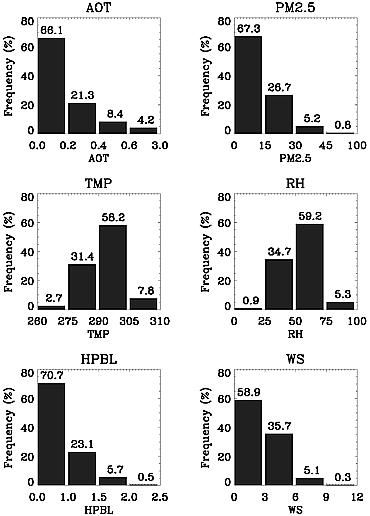 AOT PM2.5
80 80
66.1 67.3
60 60
Frequency (%) Frequency (%)
40 40
21.3 26.7
20 20
8.4 4.2 5.2 0.8
0 0
0.0 0.2 0.4 0.6 3.0 0.0 15 30 45 100
AOT PM2.5
TMP RH
80 80
58.2 59.2
60 60
Frequency (%) Frequency (%)
40 40
31.4 34.7
20 20
2.7 7.8 0.9 5.3
0 0
260 275 290 305 310 0.0 25 50 75 100
TMP RH
HPBL WS
80 80
70.7 58.9
60 60
Frequency (%) Frequency (%)
40 40
23.1 35.7
20 20
5.7 0.5 5.1 0.3
0 0
0.0 1.0 1.5 2.0 2.5 0.0 3 6 9 12
HPBL WS